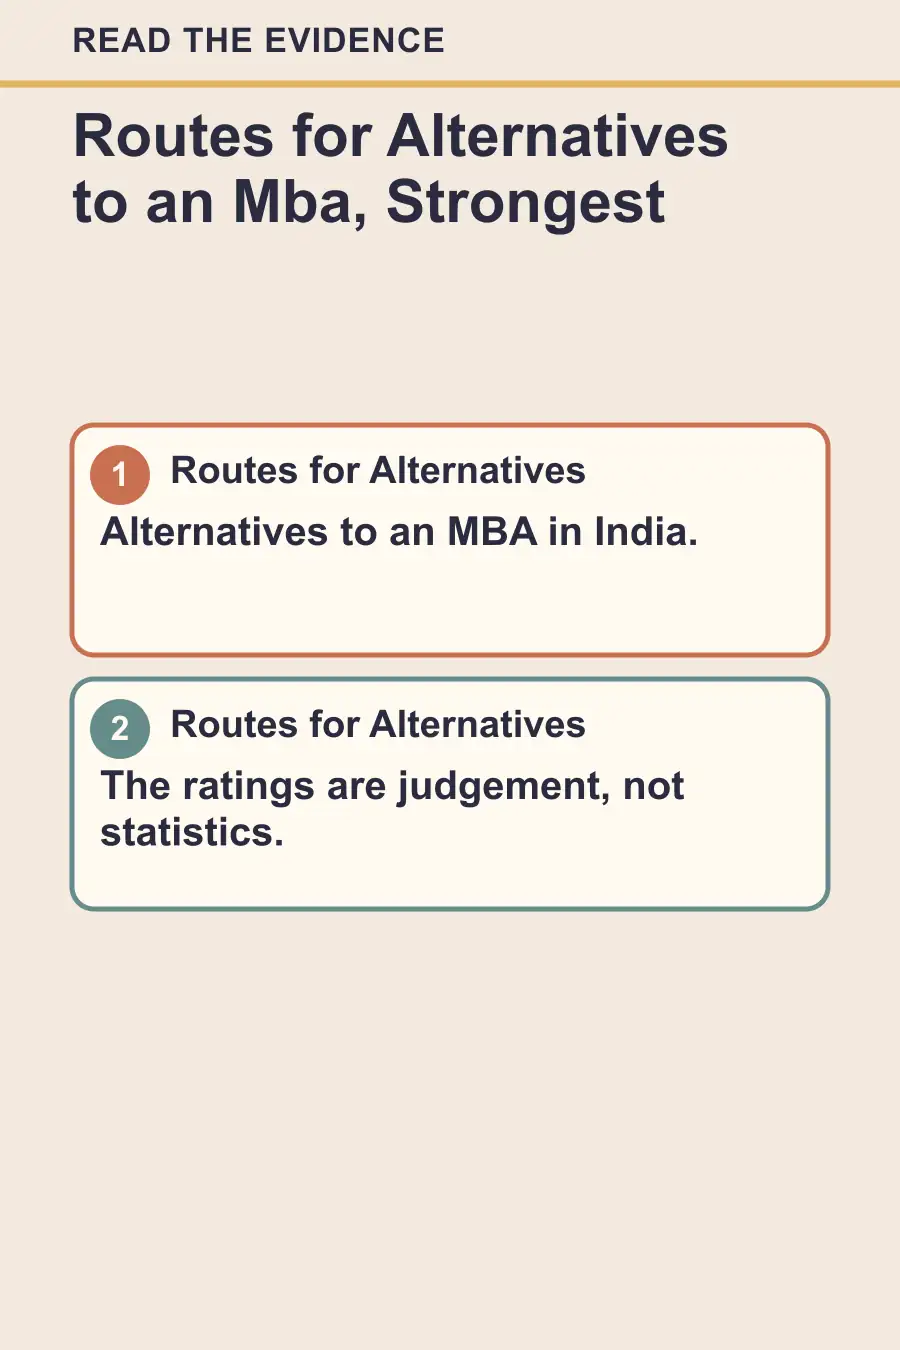 READ THE EVIDENCE
Routes for Alternatives
to an Mba, Strongest
1 Routes for Alternatives
Alternatives to an MBA in India.
2 Routes for Alternatives
The ratings are judgement, not
statistics.